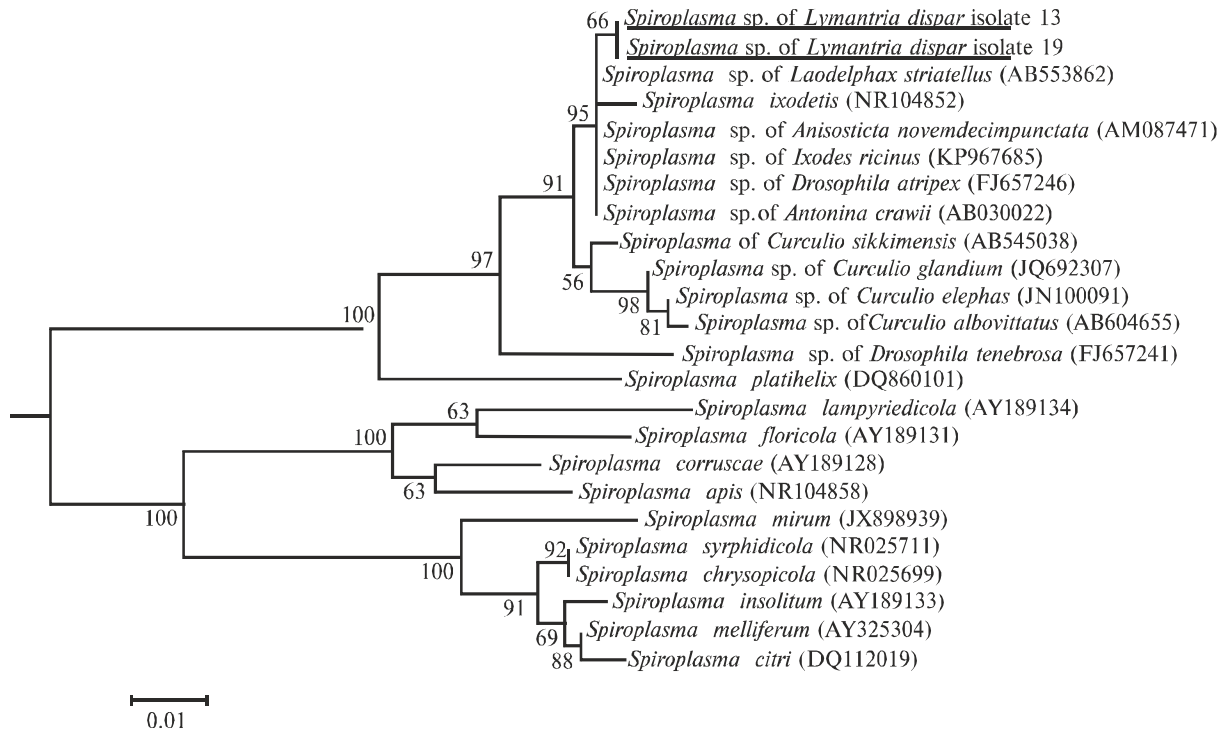 66
Spiroplasma sp. of Lymantria dispar isolate 13
Spiroplasma sp. of Lymantria dispar isolate 19
Spiroplasma sp. of Laodelphax striatellus (AB553862)
Spiroplasma ixodetis (NR104852)
95
Spiroplasma sp. of Anisosticta novemdecimpunctata (AM087471)
Spiroplasma sp. of Ixodes ricinus (KP967685)
91
Spiroplasma sp. of Drosophila atripex (FJ657246)
Spiroplasma sp.of Antonina crawii (AB030022)
Spiroplasma of Curculio sikkimensis (AB545038)
97
56
Spiroplasma sp. of Curculio glandium (JQ692307)
98
Spiroplasma sp. of Curculio elephas (JN100091)
100
81
Spiroplasma sp. ofCurculio albovittatus (AB604655)
Spiroplasma sp. of Drosophila tenebrosa (FJ657241)
Spiroplasma platihelix (DQ860101)
63
Spiroplasma lampyriedicola (AY189134)
100
Spiroplasma floricola (AY189131)
Spiroplasma corruscae (AY189128)
63
Spiroplasma apis (NR104858)
100
Spiroplasma mirum (JX898939)
92
Spiroplasma syrphidicola (NR025711)
100
Spiroplasma chrysopicola (NR025699)
91
Spiroplasma insolitum (AY189133)
69
Spiroplasma melliferum (AY325304)
88
Spiroplasma citri (DQ112019)
0.01